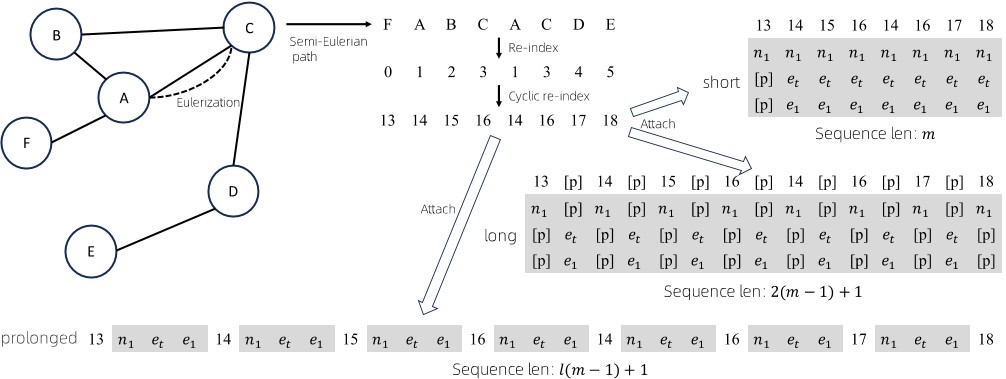 B
C
A
F
D
E
Eulerization
Semi-Eulerian
path
F A B C A C D E
Re-index
0 1 2 3 1 3 4 5
Cyclic re-index
13 14 15 16 14 16 17 18
Attach
Attach
short
13 14 15 16 14 16 17 18
n₁ n₁ n₁ n₁ n₁ n₁ n₁ n₁
[p] eₜ eₜ eₜ eₜ eₜ eₜ eₜ
[p] e₁ e₁ e₁ e₁ e₁ e₁ e₁
Sequence len: m
long
13 [p] 14 [p] 15 [p] 16 [p] 14 [p] 16 [p] 17 [p] 18
n₁ [p] n₁ [p] n₁ [p] n₁ [p] n₁ [p] n₁ [p] n₁ [p] n₁
[p] eₜ [p] eₜ [p] eₜ [p] eₜ [p] eₜ [p] eₜ [p] eₜ [p]
[p] e₁ [p] e₁ [p] e₁ [p] e₁ [p] e₁ [p] e₁ [p] e₁ [p]
Sequence len: 2(m − 1) + 1
prolonged 13 n₁ eₜ e₁ 14 n₁ eₜ e₁ 15 n₁ eₜ e₁ 16 n₁ eₜ e₁ 14 n₁ eₜ e₁ 16 n₁ eₜ e₁ 17 n₁ eₜ e₁ 18
Sequence len: l(m − 1) + 1